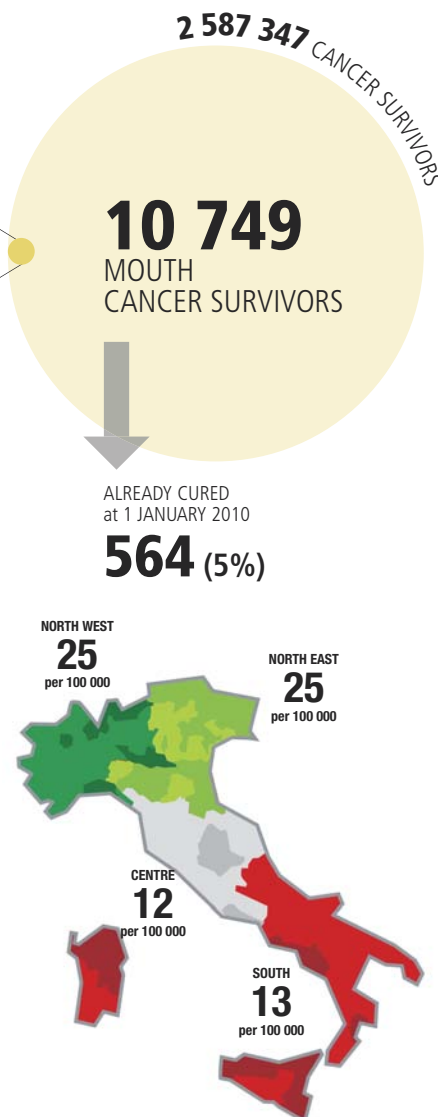 2 587 347 CANCER SURVIVORS
10 749
MOUTH
CANCER SURVIVORS
ALREADY CURED
at 1 JANUARY 2010
564 (5%)
NORTH WEST
25
per 100 000
NORTH EAST
25
per 100 000
CENTRE
12
per 100 000
SOUTH
13
per 100 000